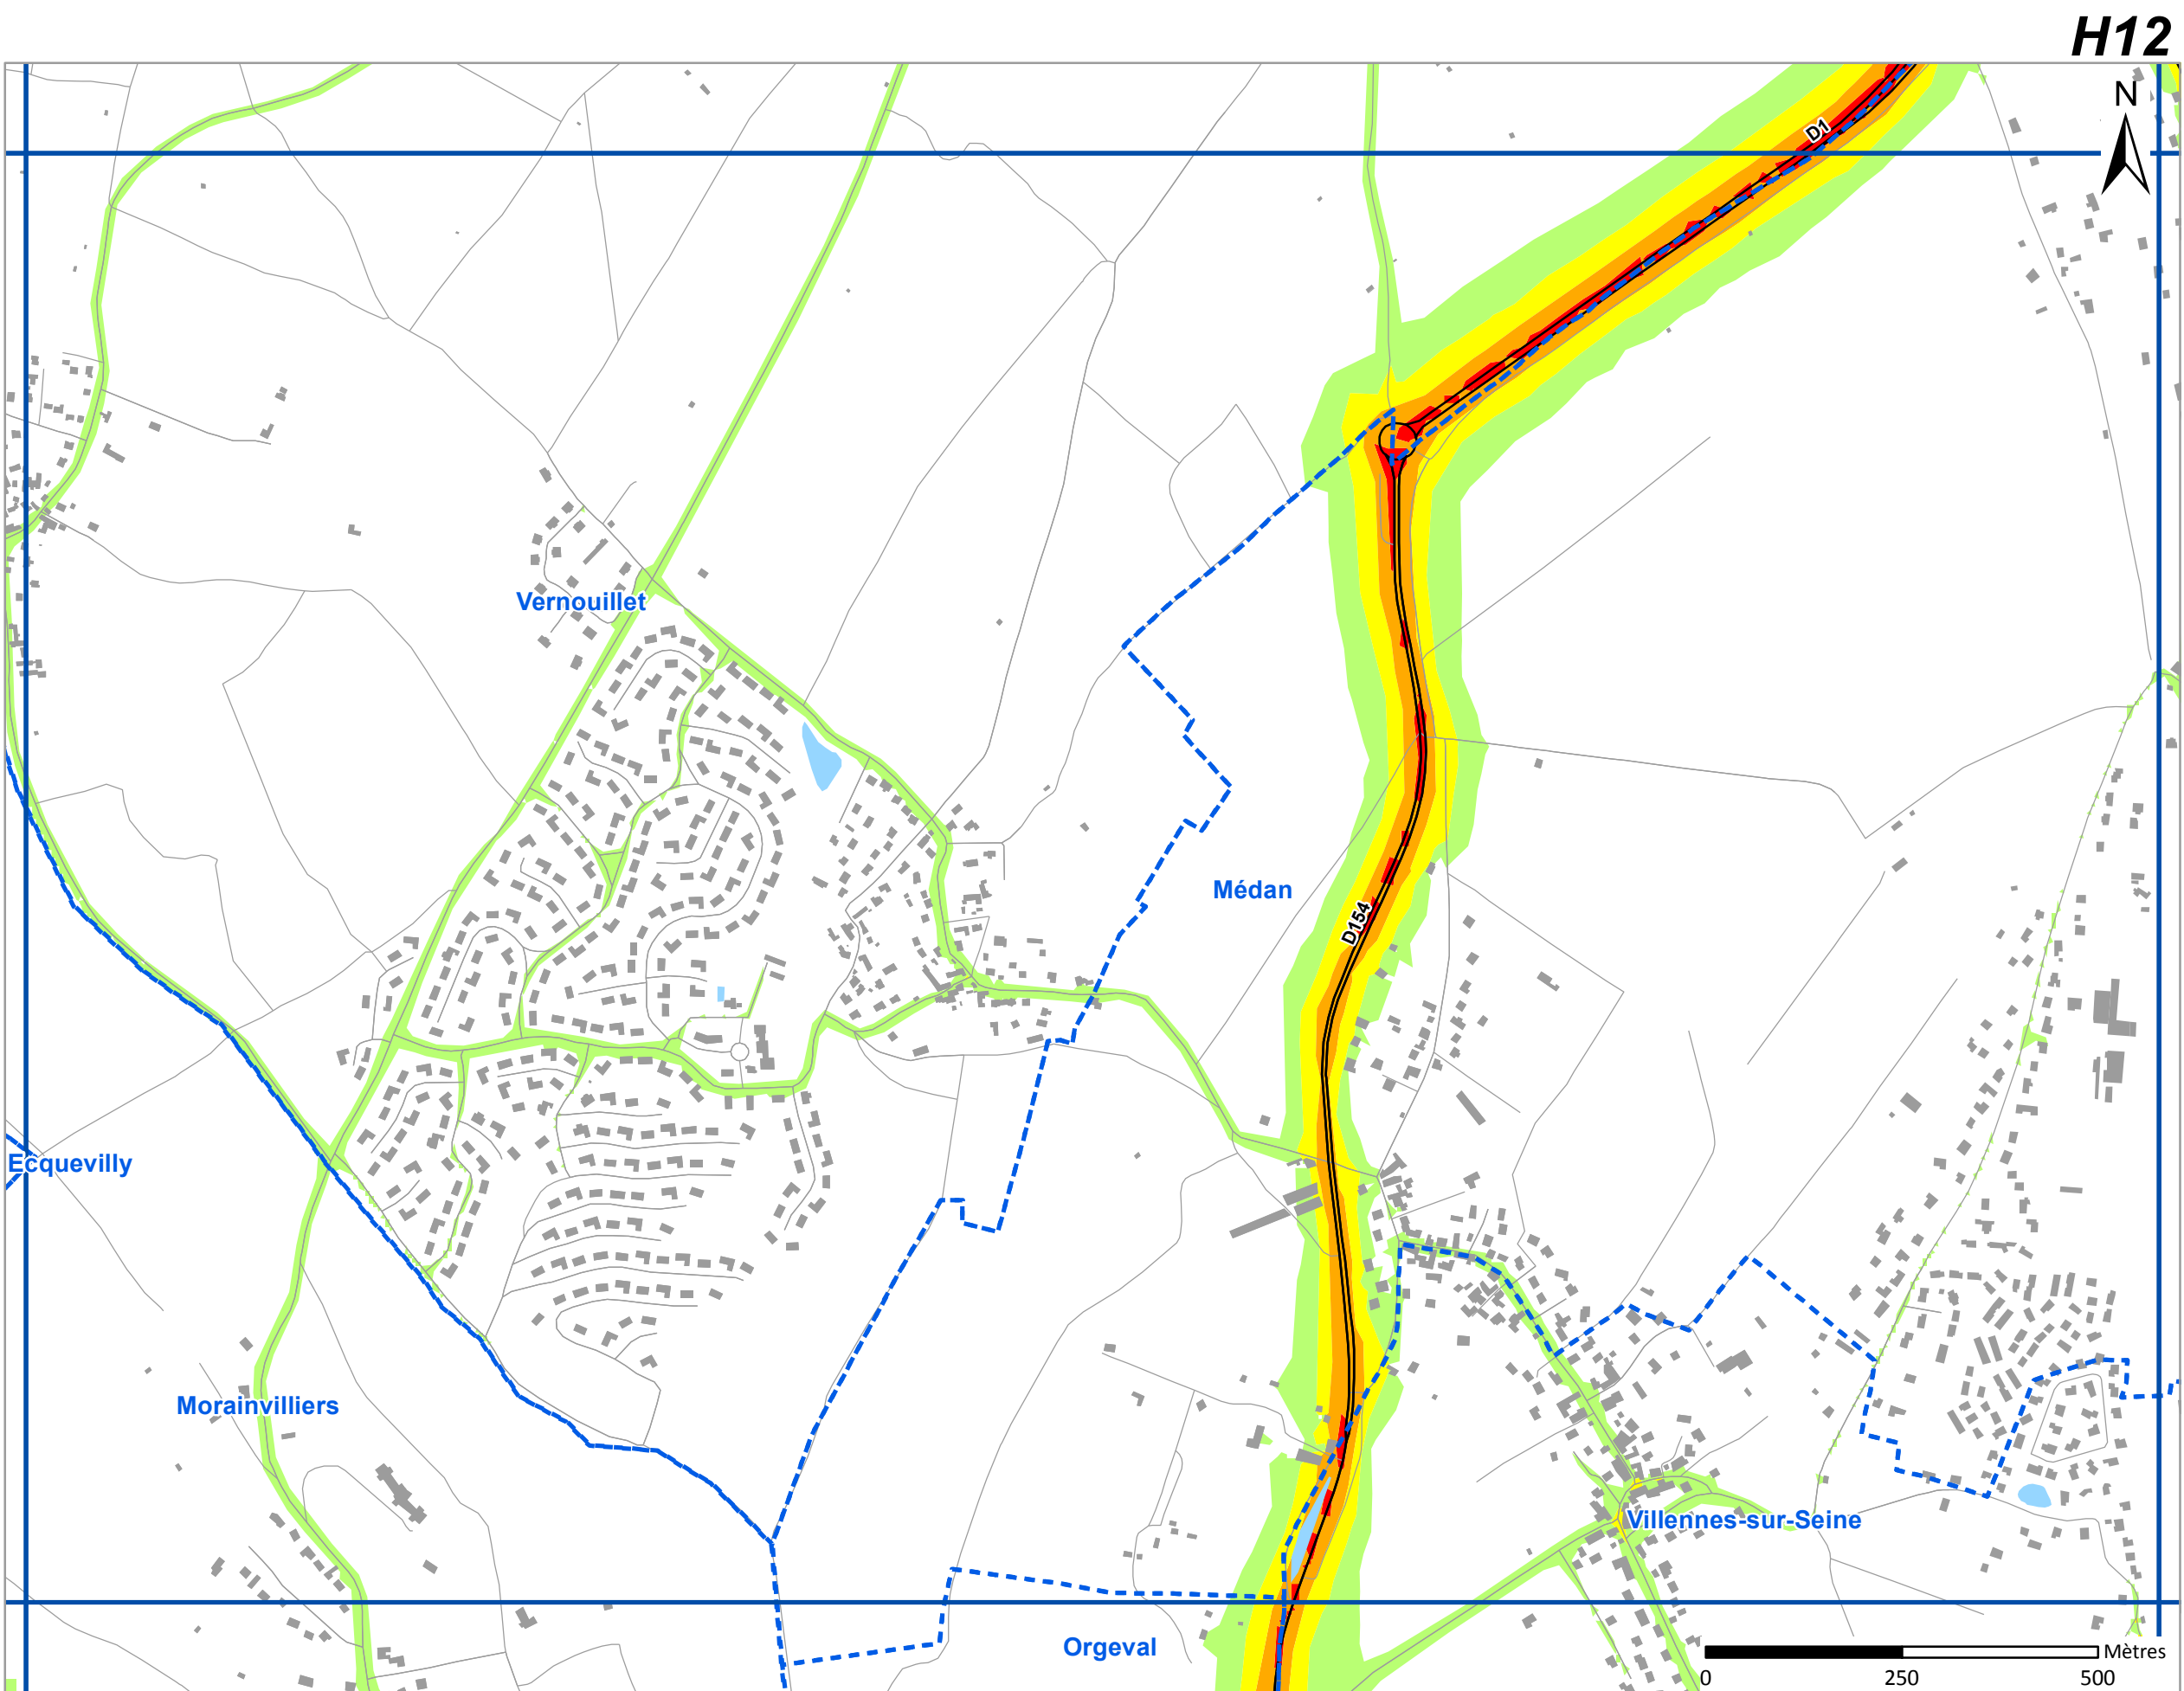 H12
N
D1
Vernouillet
Médan
D154
Ecquevilly
Morainvilliers
Villennes-sur-Seine
Orgeval
Mètres
0 250 500